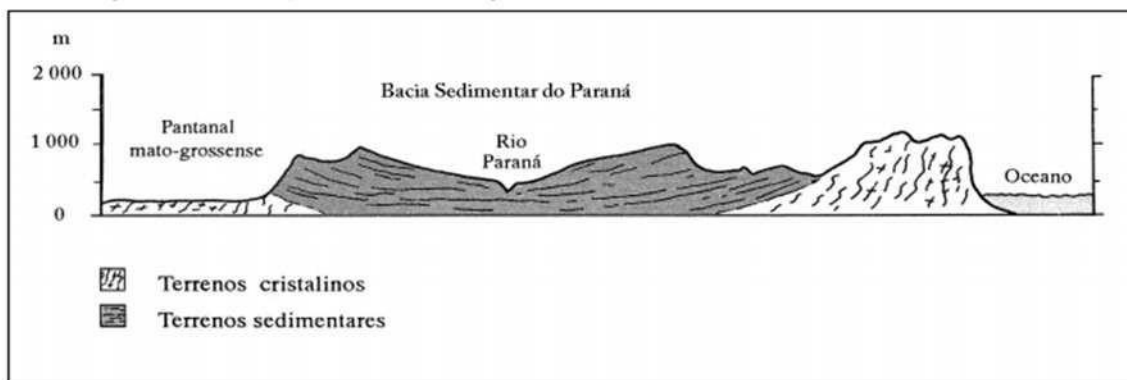 m
2 000
Bacia Sedimentar do Paraná
Pantanal
mato-grossense
1 000
Rio
Paraná
Oceano
0
0
Terrenos cristalinos
Terrenos sedimentares